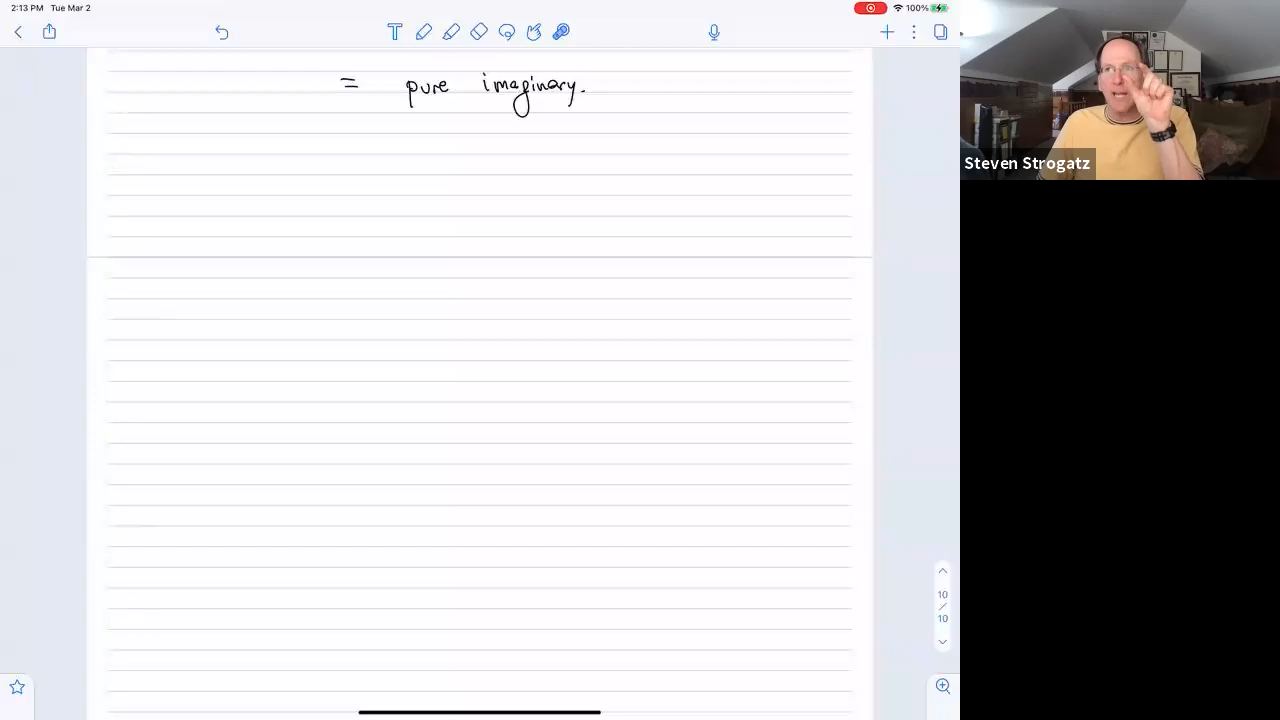 2:13 PM Tue Mar 2
100%
T
= pure imaginary.
Steven Strogatz
10
10